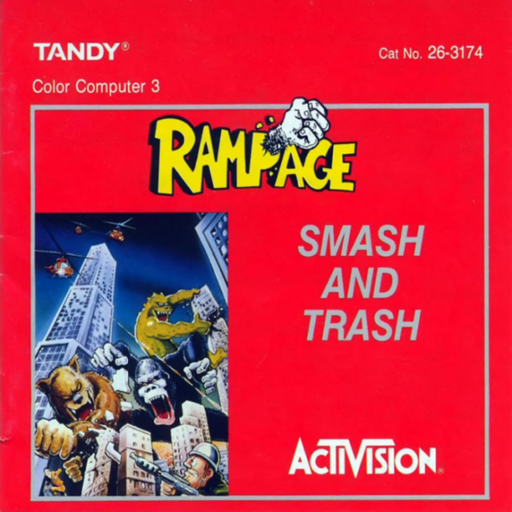 TANDY®
Cat No. 26-3174
Color Computer 3
RAMPAGE
SMASH
AND
TRASH
ACTIVISION®